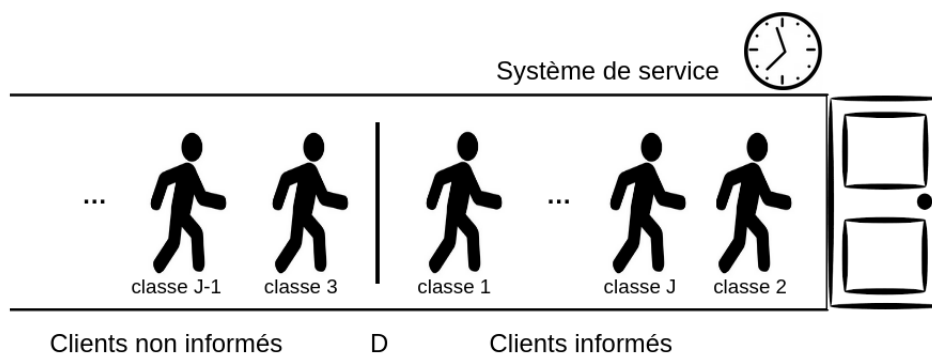 Système de service
... ...
classe J-1 classe 3 classe 1 classe J classe 2
Clients non informés D Clients informés